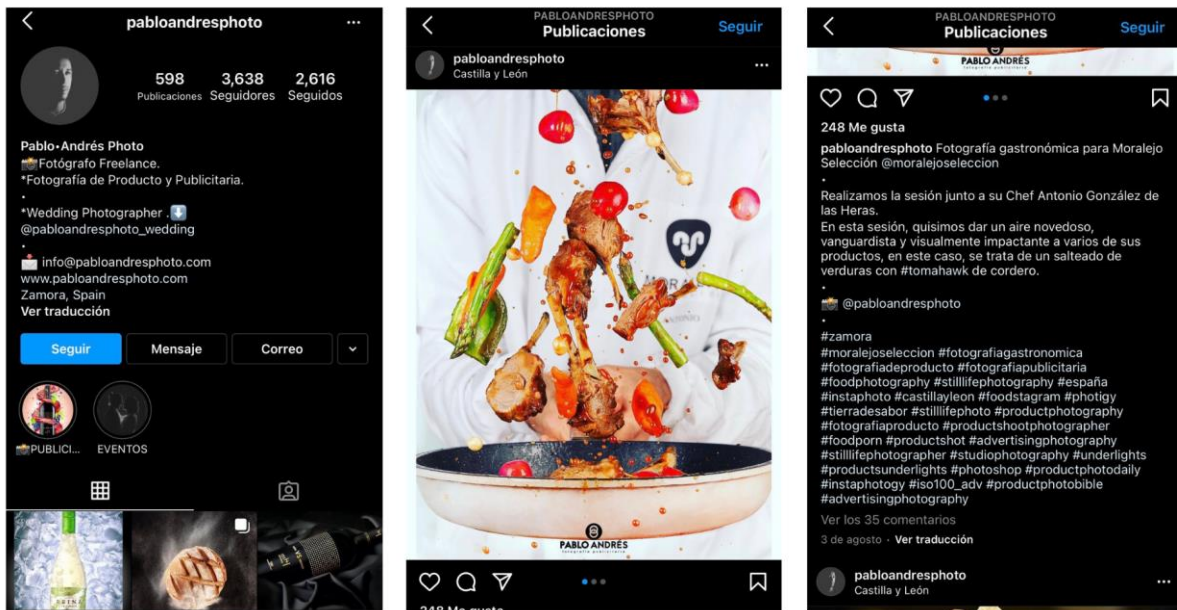 pabloandresphoto
598 3,638 2,616
Publicaciones Seguidores Seguidos
Pablo•Andrés Photo
📸Fotógrafo Freelance.
*Fotografía de Producto y Publicitaria.
.
*Wedding Photographer .⬇️
@pabloandresphoto_wedding
.
📩 info@pabloandresphoto.com
www.pabloandresphoto.com
Zamora, Spain
Ver traducción
Seguir Mensaje Correo
📸PUBLICI... EVENTOS
PABLOANDRESPHOTO
Publicaciones
Seguir
pabloandresphoto
Castilla y León
PABLO ANDRÉS
fotografía publicitaria
248 Me gusta
PABLOANDRESPHOTO
Publicaciones
Seguir
PABLO ANDRÉS
fotografía publicitaria
248 Me gusta
pabloandresphoto Fotografía gastronómica para Moralejo
Selección @moralejoseleccion
.
Realizamos la sesión junto a su Chef Antonio González de
las Heras.
En esta sesión, quisimos dar un aire novedoso,
vanguardista y visualmente impactante a varios de sus
productos, en este caso, se trata de un salteado de
verduras con #tomahawk de cordero.
.
📸 @pabloandresphoto
.
#zamora
#moralejoseleccion #fotografiagastronomica
#fotografiadeproducto #fotografiapublicitaria
#foodphotography #stilllifephotography #españa
#instaphoto #castillayleon #foodstagram #photigy
#tierradesabor #stilllifephoto #productphotography
#fotografiaproducto #productshootphotographer
#foodporn #productshot #advertisingphotography
#stilllifephotographer #studiophotography #underlights
#productsunderlights #photoshop #productphotodaily
#instaphotogy #iso100_adv #productphotobible
#advertisingphotography
Ver los 35 comentarios
3 de agosto · Ver traducción
pabloandresphoto
Castilla y León